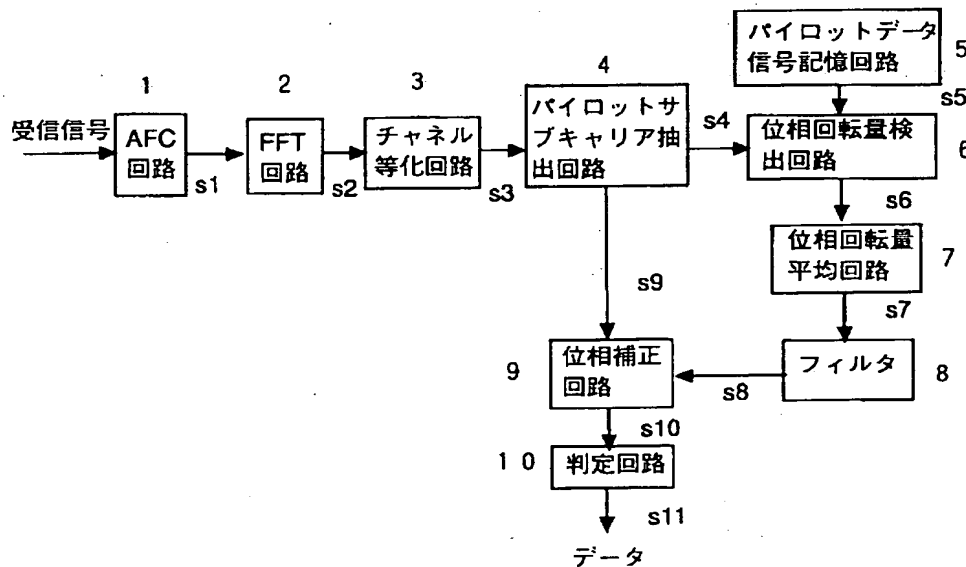 パイロットデータ
信号記憶回路
5
s5
1
2
3
4
受信信号
AFC
回路
s1
FFT
回路
s2
チャネル
等化回路
s3
パイロットサ
ブキャリア抽
出回路
s4
位相回転量検
出回路
6
s6
位相回転量
平均回路
7
s7
s9
9
位相補正
回路
s8
フィルタ
8
s10
1 0
判定回路
s11
データ